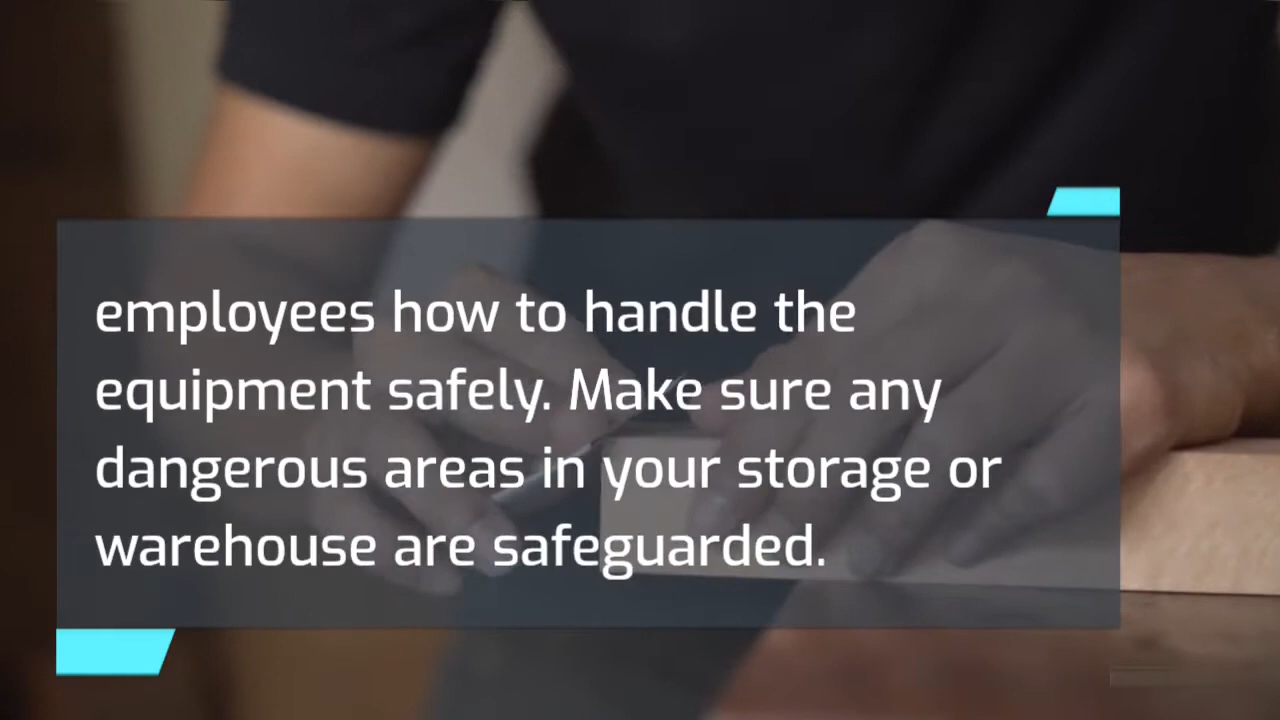 employees how to handle the
equipment safely. Make sure any
dangerous areas in your storage or
warehouse are safeguarded.